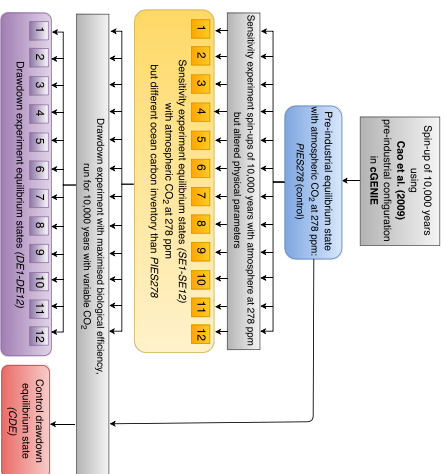 Spin-up of 10,000 years
using
Cao et al. (2009)
pre-industrial configuration
in cGENIE
Pre-industrial equilibrium state
with atmospheric CO2 at 278 ppm:
PIES278 (control)
Sensitivity experiment spin-ups of 10,000 years with atmosphere at 278 ppm
but altered physical parameters
1 2 3 4 5 6 7 8 9 10 11 12
Sensitivity experiment equilibrium states (SE1-SE12)
with atmospheric CO2 at 278 ppm
but different ocean carbon inventory than PIES278
Drawdown experiment with maximised biological efficiency,
run for 10,000 years with variable CO2
1 2 3 4 5 6 7 8 9 10 11 12
Drawdown experiment equilibrium states (DE1-DE12)
Control drawdown
equilibrium state
(CDE)